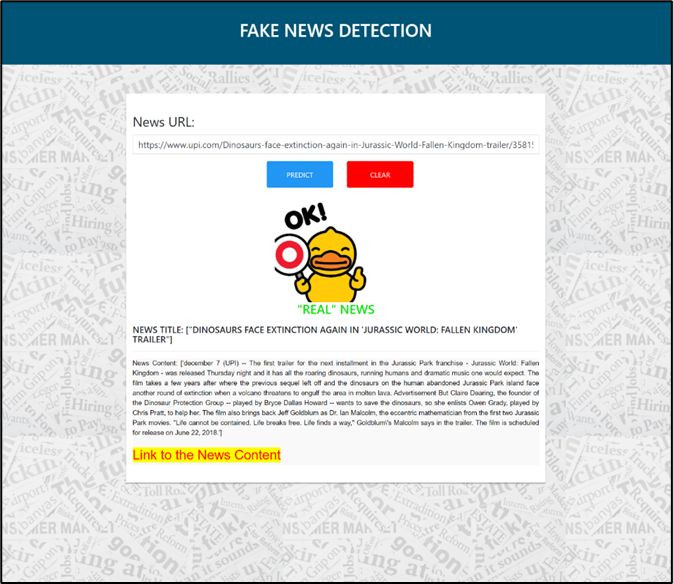 FAKE NEWS DETECTION
News URL:
https://www.upi.com/Dinosaurs-face-extinction-again-in-Jurassic-World-Fallen-Kingdom-trailer/3581!
PREDICT CLEAR
OK!
"REAL" NEWS
NEWS TITLE: ["DINOSAURS FACE EXTINCTION AGAIN IN 'JURASSIC WORLD: FALLEN KINGDOM'
TRAILER"]
News Content: ['december 7 (UPI) -- The first trailer for the next installment in the Jurassic Park franchise - Jurassic World: Fallen
Kingdom - was released Thursday night and it has all the roaring dinosaurs, running humans and dramatic music one would expect. The
film takes a few years after where the previous sequel left off and the dinosaurs on the human abandoned Jurassic Park island face
another round of extinction when a volcano threatens to engulf the area in molten lava. Advertisement But Claire Dearing, the founder of
the Dinosaur Protection Group -- played by Bryce Dallas Howard -- wants to save the dinosaurs, so she enlists Owen Grady, played by
Chris Pratt, to help her. The film also brings back Jeff Goldblum as Dr. Ian Malcolm, the eccentric mathematician from the first two Jurassic
Park movies. "Life cannot be contained. Life breaks free. Life finds a way," Goldblum\'s Malcolm says in the trailer. The film is scheduled
for release on June 22, 2018.']
Link to the News Content